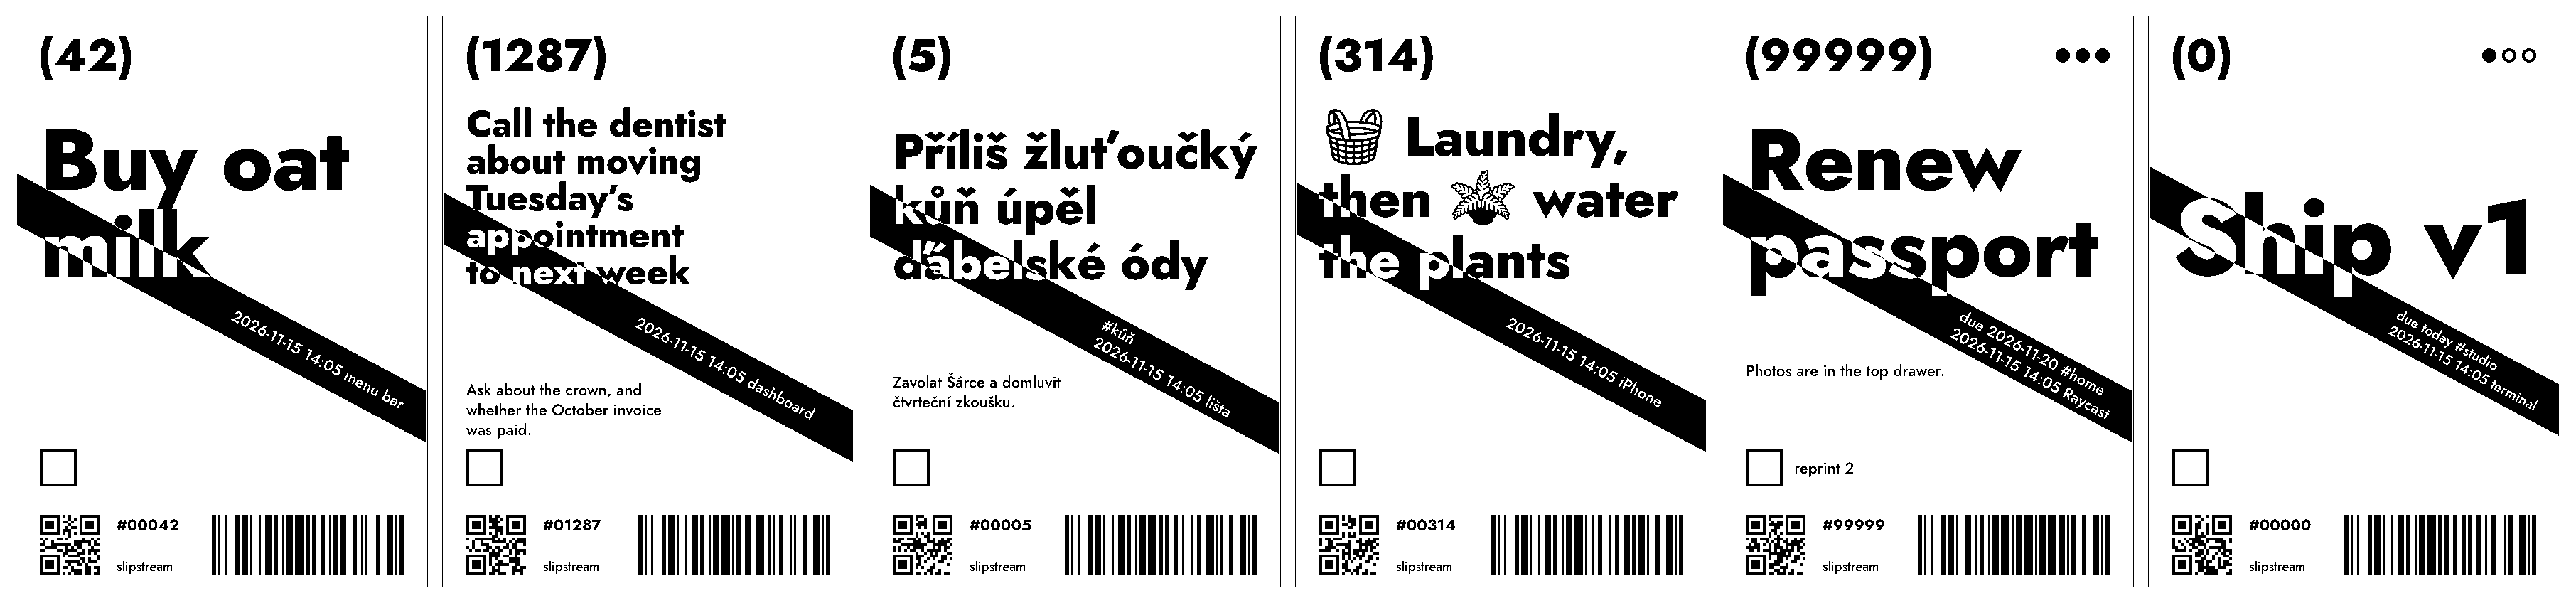 (42)
Buy oat
milk
2026-11-15 14:05 menu bar
#00042
slipstream
(1287)
Call the dentist
about moving
Tuesday’s
appointment
to next week
2026-11-15 14:05 dashboard
Ask about the crown, and
whether the October invoice
was paid.
#01287
slipstream
(5)
Příliš žluťoučký
kůň úpěl
ďábelské ódy
#kůň
2026-11-15 14:05 lišta
Zavolat Šárce a domluvit
čtvrteční zkoušku.
#00005
slipstream
(314)
Laundry,
then water
the plants
2026-11-15 14:05 iPhone
#00314
slipstream
(99999)
Renew
passport
due 2026-11-20 #home
2026-11-15 14:05 Raycast
Photos are in the top drawer.
reprint 2
#99999
slipstream
(0)
Ship v1
due today #studio
2026-11-15 14:05 terminal
#00000
slipstream